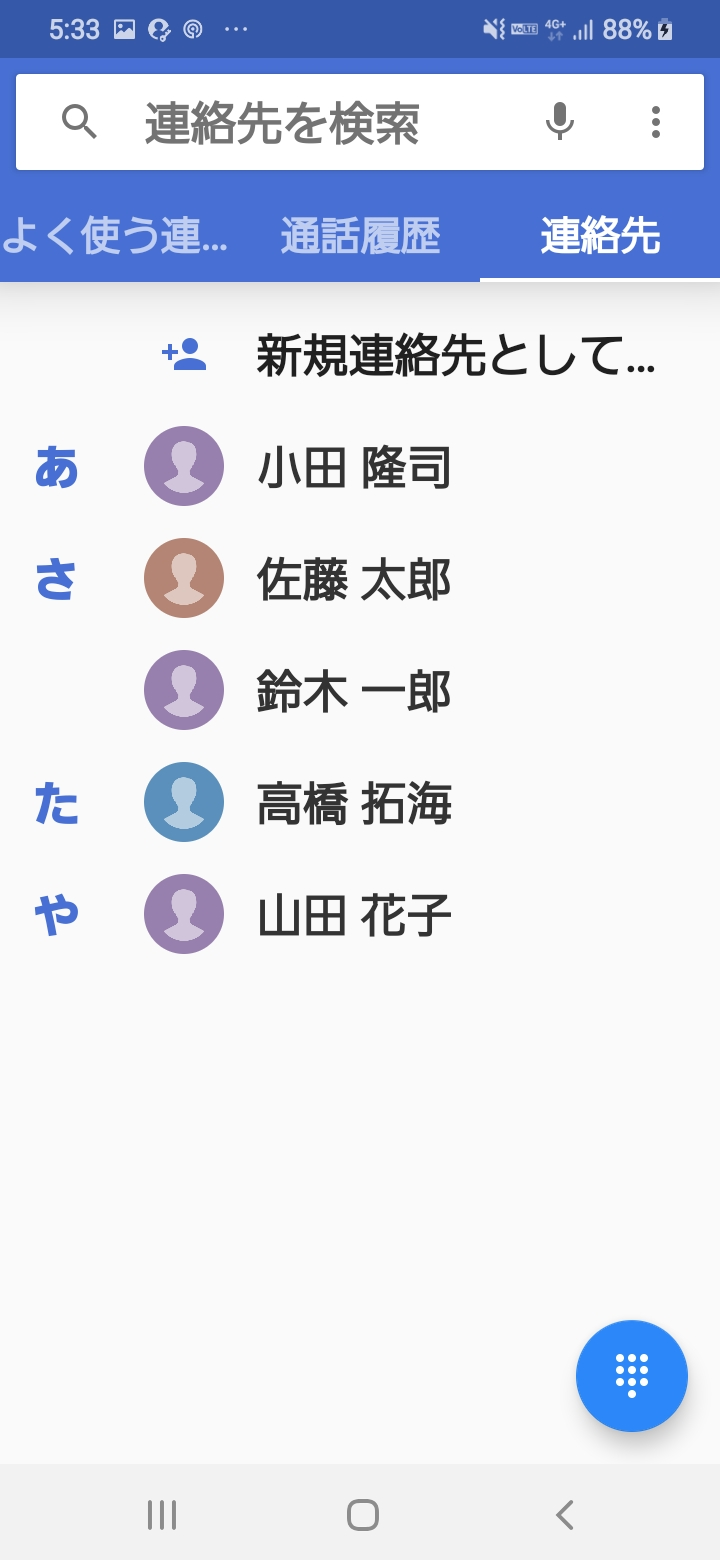 5:33 VoLTE 4G+ 88%
連絡先を検索
よく使う連... 通話履歴 連絡先
新規連絡先として...
あ 小田 隆司
さ 佐藤 太郎
鈴木 一郎
た 高橋 拓海
や 山田 花子